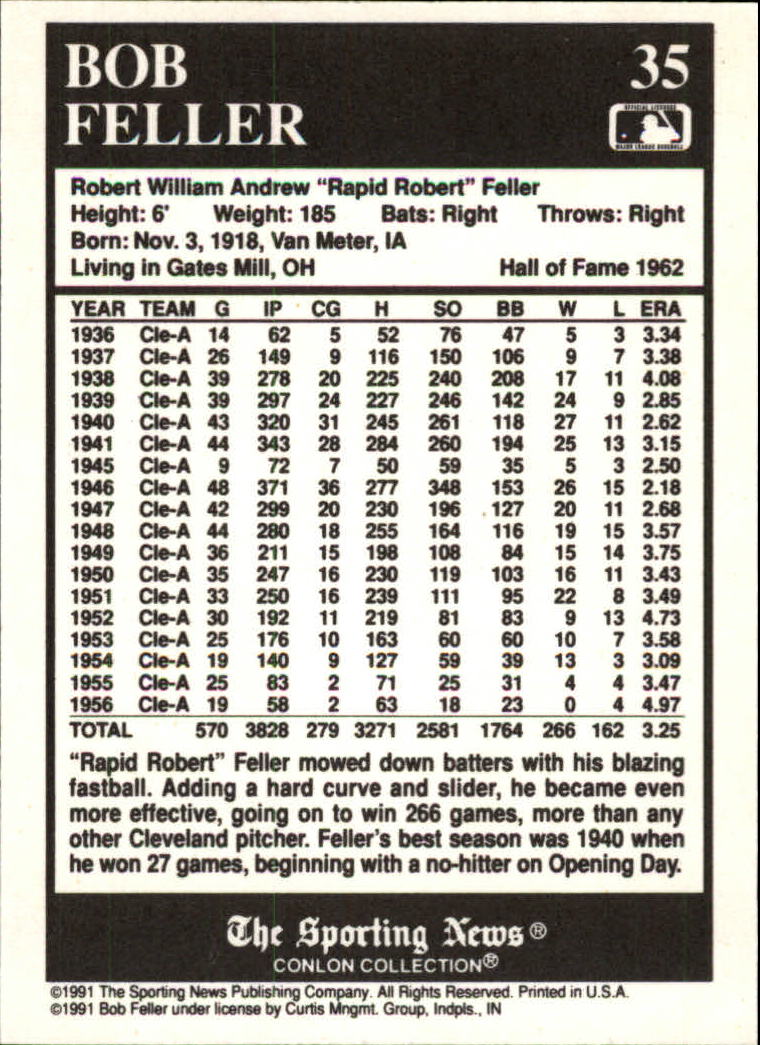 BOB 35
FELLER
OFFICIAL LICENSEE
MAJOR LEAGUE BASEBALL
Robert William Andrew “Rapid Robert” Feller
Height: 6' Weight: 185 Bats: Right Throws: Right
Born: Nov. 3, 1918, Van Meter, IA
Living in Gates Mill, OH Hall of Fame 1962
YEAR TEAM G IP CG H SO BB W L ERA
1936 Cle-A 14 62 5 52 76 47 5 3 3.34
1937 Cle-A 26 149 9 116 150 106 9 7 3.38
1938 Cle-A 39 278 20 225 240 208 17 11 4.08
1939 Cle-A 39 297 24 227 246 142 24 9 2.85
1940 Cle-A 43 320 31 245 261 118 27 11 2.62
1941 Cle-A 44 343 28 284 260 194 25 13 3.15
1945 Cle-A 9 72 7 50 59 35 5 3 2.50
1946 Cle-A 48 371 36 277 348 153 26 15 2.18
1947 Cle-A 42 299 20 230 196 127 20 11 2.68
1948 Cle-A 44 280 18 255 164 116 19 15 3.57
1949 Cle-A 36 211 15 198 108 84 15 14 3.75
1950 Cle-A 35 247 16 230 119 103 16 11 3.43
1951 Cle-A 33 250 16 239 111 95 22 8 3.49
1952 Cle-A 30 192 11 219 81 83 9 13 4.73
1953 Cle-A 25 176 10 163 60 60 10 7 3.58
1954 Cle-A 19 140 9 127 59 39 13 3 3.09
1955 Cle-A 25 83 2 71 25 31 4 4 3.47
1956 Cle-A 19 58 2 63 18 23 0 4 4.97
TOTAL 570 3828 279 3271 2581 1764 266 162 3.25
“Rapid Robert” Feller mowed down batters with his blazing
fastball. Adding a hard curve and slider, he became even
more effective, going on to win 266 games, more than any
other Cleveland pitcher. Feller's best season was 1940 when
he won 27 games, beginning with a no-hitter on Opening Day.
The Sporting News®
CONLON COLLECTION®
©1991 The Sporting News Publishing Company. All Rights Reserved. Printed in U.S.A.
©1991 Bob Feller under license by Curtis Mngmt. Group, Indpls., IN